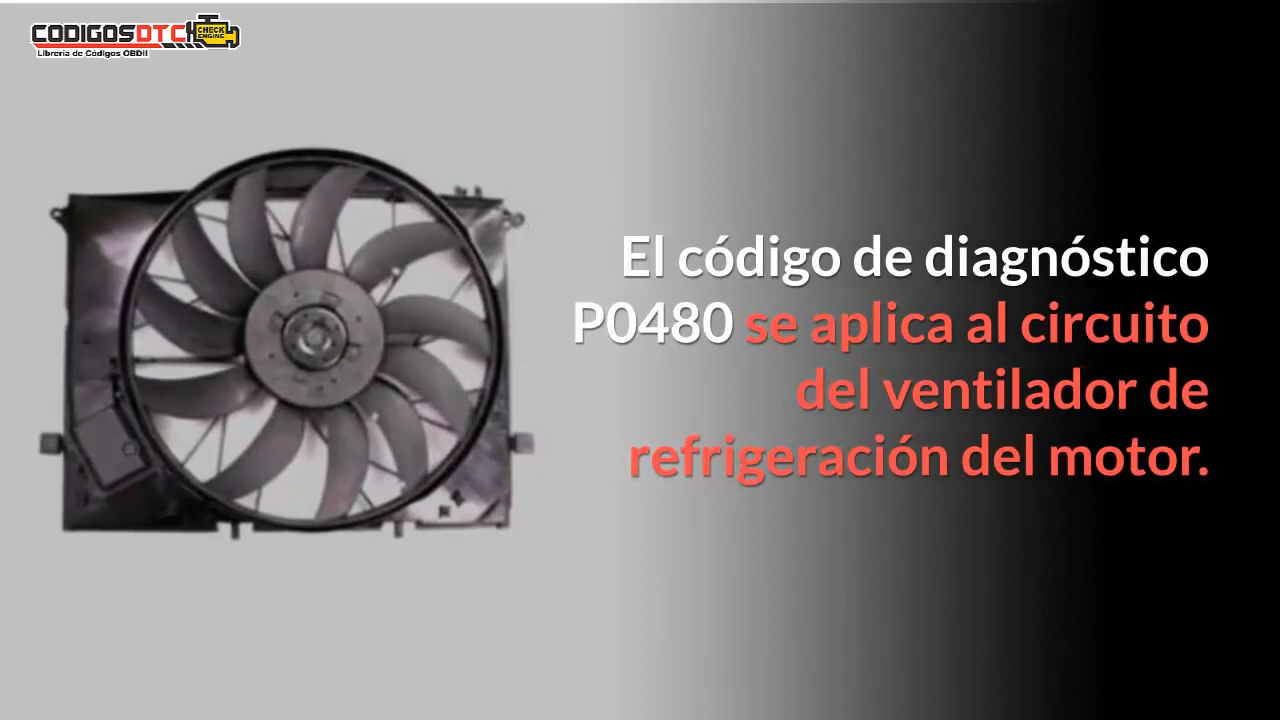 CODIGOSDTC
CHECK
ENGINE
Libreria de Códigos OBDII
El código de diagnóstico
P0480 se aplica al circuito
del ventilador de
refrigeración del motor.